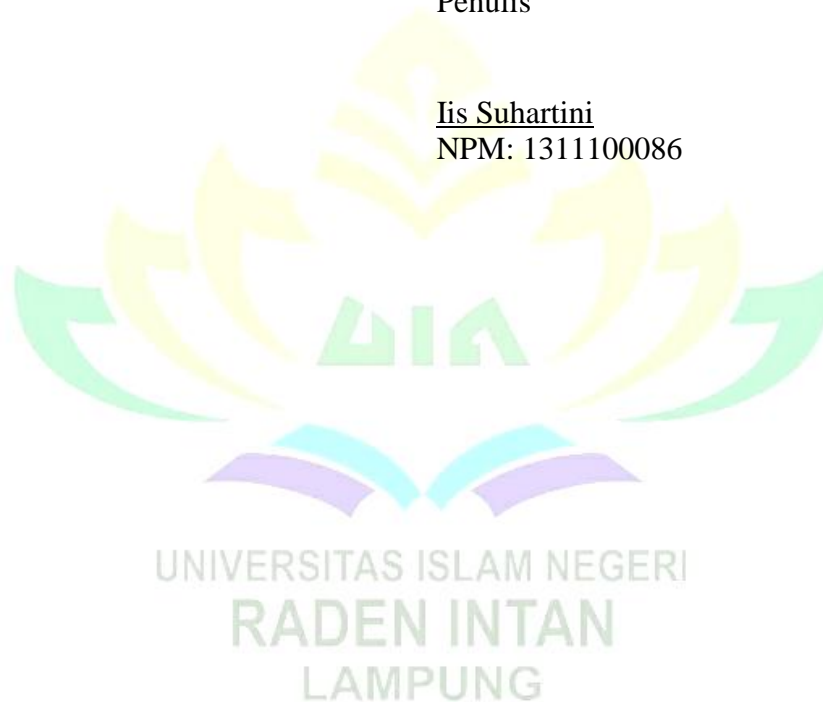 Penulis
Iis Suhartini
NPM: 1311100086
UIN
UNIVERSITAS ISLAM NEGERI
RADEN INTAN
LAMPUNG